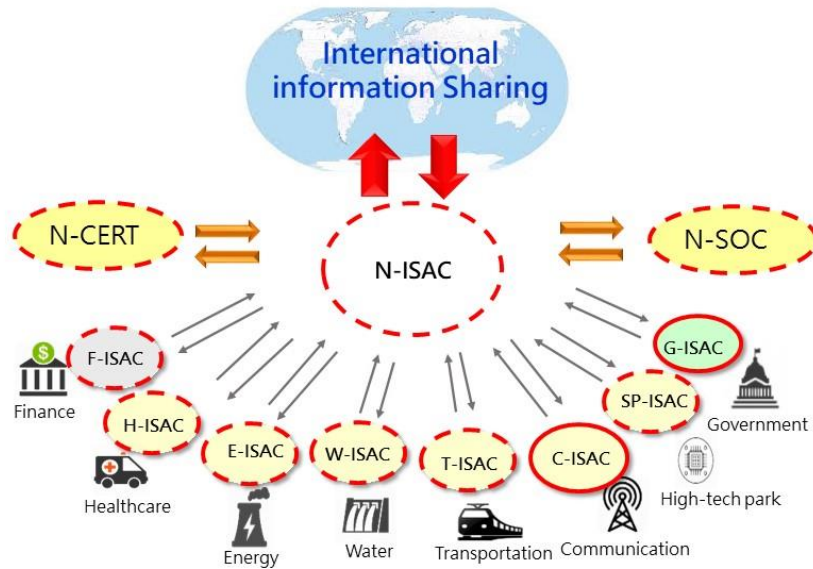 International
information Sharing
N-CERT
N-ISAC
N-SOC
F-ISAC
$
Finance
H-ISAC
Healthcare
E-ISAC
Energy
W-ISAC
Water
T-ISAC
Transportation
C-ISAC
Communication
SP-ISAC
High-tech park
G-ISAC
Government